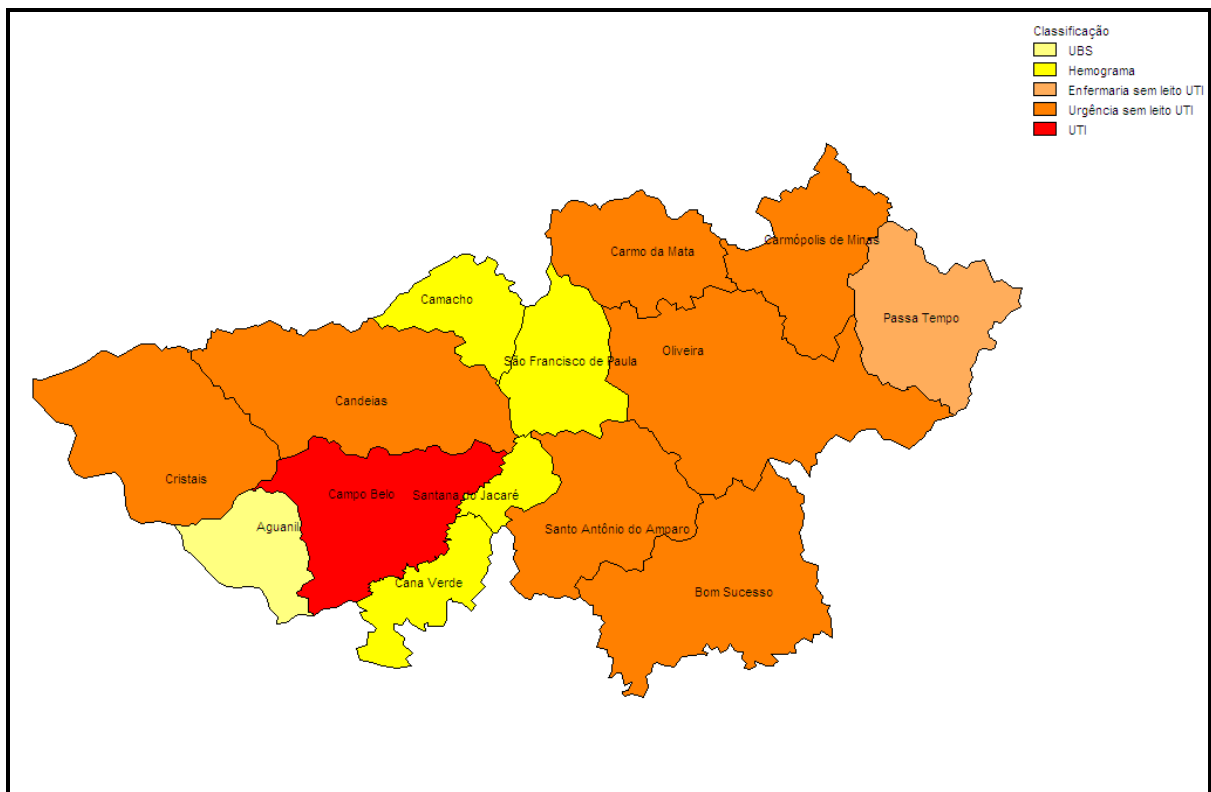 Classificação
UBS
Hemograma
Enfermaria sem leito UTI
Urgência sem leito UTI
UTI
Carmópolis de Minas
Carmo da Mata
Camacho
Passa Tempo
Oliveira
São Francisco de Paula
Candeias
Cristais
Campo Belo
Santana do Jacaré
Aguanil
Santo Antônio do Amparo
Cana Verde
Bom Sucesso